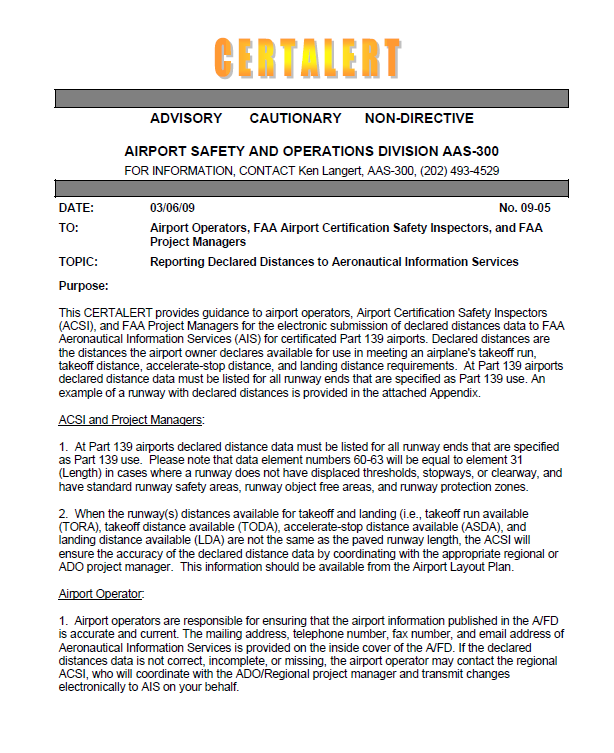 CERTALERT
ADVISORY CAUTIONARY NON-DIRECTIVE
AIRPORT SAFETY AND OPERATIONS DIVISION AAS-300
FOR INFORMATION, CONTACT Ken Langert, AAS-300, (202) 493-4529
DATE: 03/06/09 No. 09-05
TO: Airport Operators, FAA Airport Certification Safety Inspectors, and FAA
Project Managers
TOPIC: Reporting Declared Distances to Aeronautical Information Services
Purpose:
This CERTALERT provides guidance to airport operators, Airport Certification Safety Inspectors
(ACSI), and FAA Project Managers for the electronic submission of declared distances data to FAA
Aeronautical Information Services (AIS) for certificated Part 139 airports. Declared distances are
the distances the airport owner declares available for use in meeting an airplane's takeoff run,
takeoff distance, accelerate-stop distance, and landing distance requirements. At Part 139 airports
declared distance data must be listed for all runway ends that are specified as Part 139 use. An
example of a runway with declared distances is provided in the attached Appendix.
ACSI and Project Managers:
1. At Part 139 airports declared distance data must be listed for all runway ends that are specified
as Part 139 use. Please note that data element numbers 60-63 will be equal to element 31
(Length) in cases where a runway does not have displaced thresholds, stopways, or clearway, and
have standard runway safety areas, runway object free areas, and runway protection zones.
2. When the runway(s) distances available for takeoff and landing (i.e., takeoff run available
(TORA), takeoff distance available (TODA), accelerate-stop distance available (ASDA), and
landing distance available (LDA) are not the same as the paved runway length, the ACSI will
ensure the accuracy of the declared distance data by coordinating with the appropriate regional or
ADO project manager. This information should be available from the Airport Layout Plan.
Airport Operator:
1. Airport operators are responsible for ensuring that the airport information published in the A/FD
is accurate and current. The mailing address, telephone number, fax number, and email address of
Aeronautical Information Services is provided on the inside cover of the A/FD. If the declared
distances data is not correct, incomplete, or missing, the airport operator may contact the regional
ACSI, who will coordinate with the ADO/Regional project manager and transmit changes
electronically to AIS on your behalf.